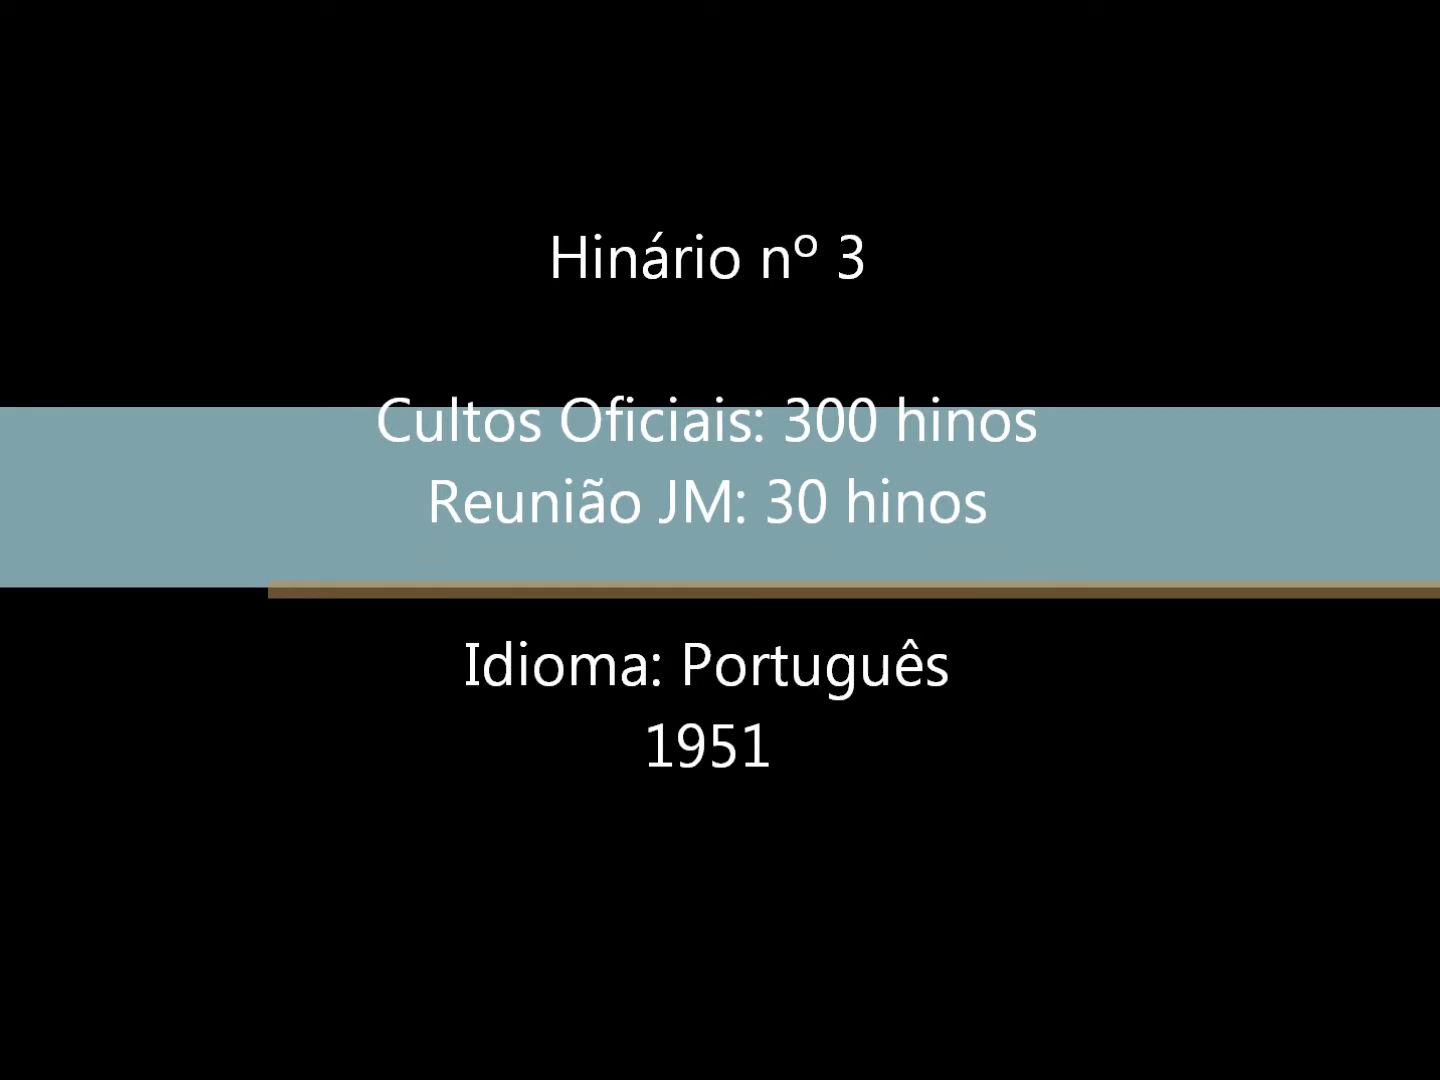 Hinário nº 3
Cultos Oficiais: 300 hinos
Reunião JM: 30 hinos
Idioma: Português
1951